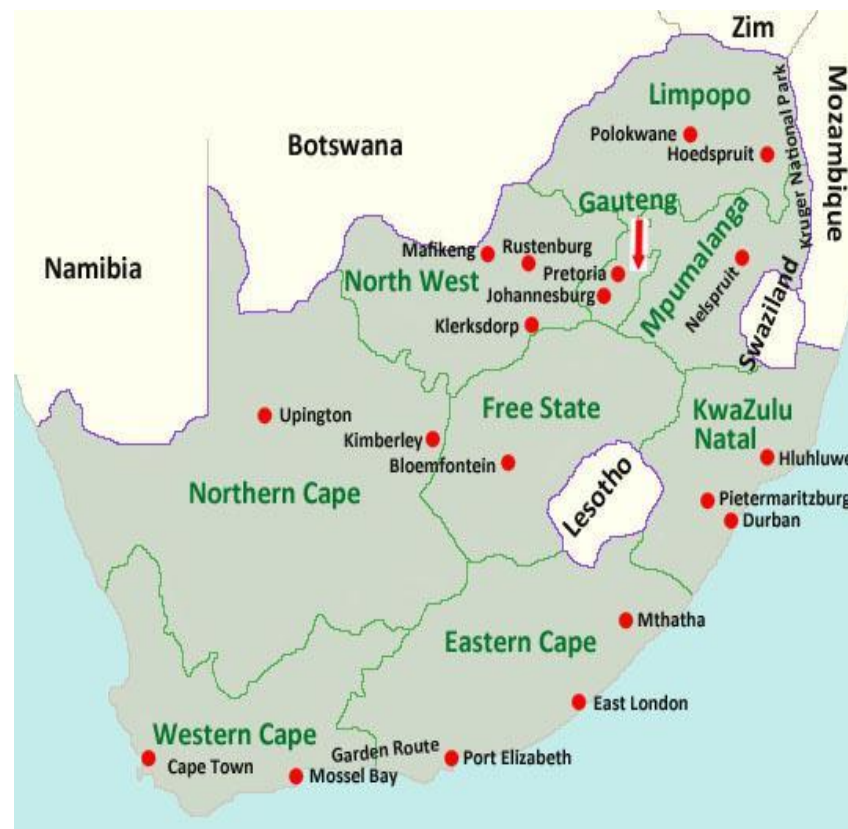 Zim
Limpopo
Kruger National Park
Mozambique
Polokwane
Botswana
Hoedspruit
Gauteng
Mpumalanga
Mafikeng
Rustenburg
Namibia
North West
Pretoria
Nelspruit
Swaziland
Johannesburg
Klerksdorp
Free State
KwaZulu
Natal
Upington
Kimberley
Bloemfontein
Hluhluwe
Northern Cape
Lesotho
Pietermaritzburg
Durban
Mthatha
Eastern Cape
East London
Western Cape
Garden Route
Cape Town
Port Elizabeth
Mossel Bay